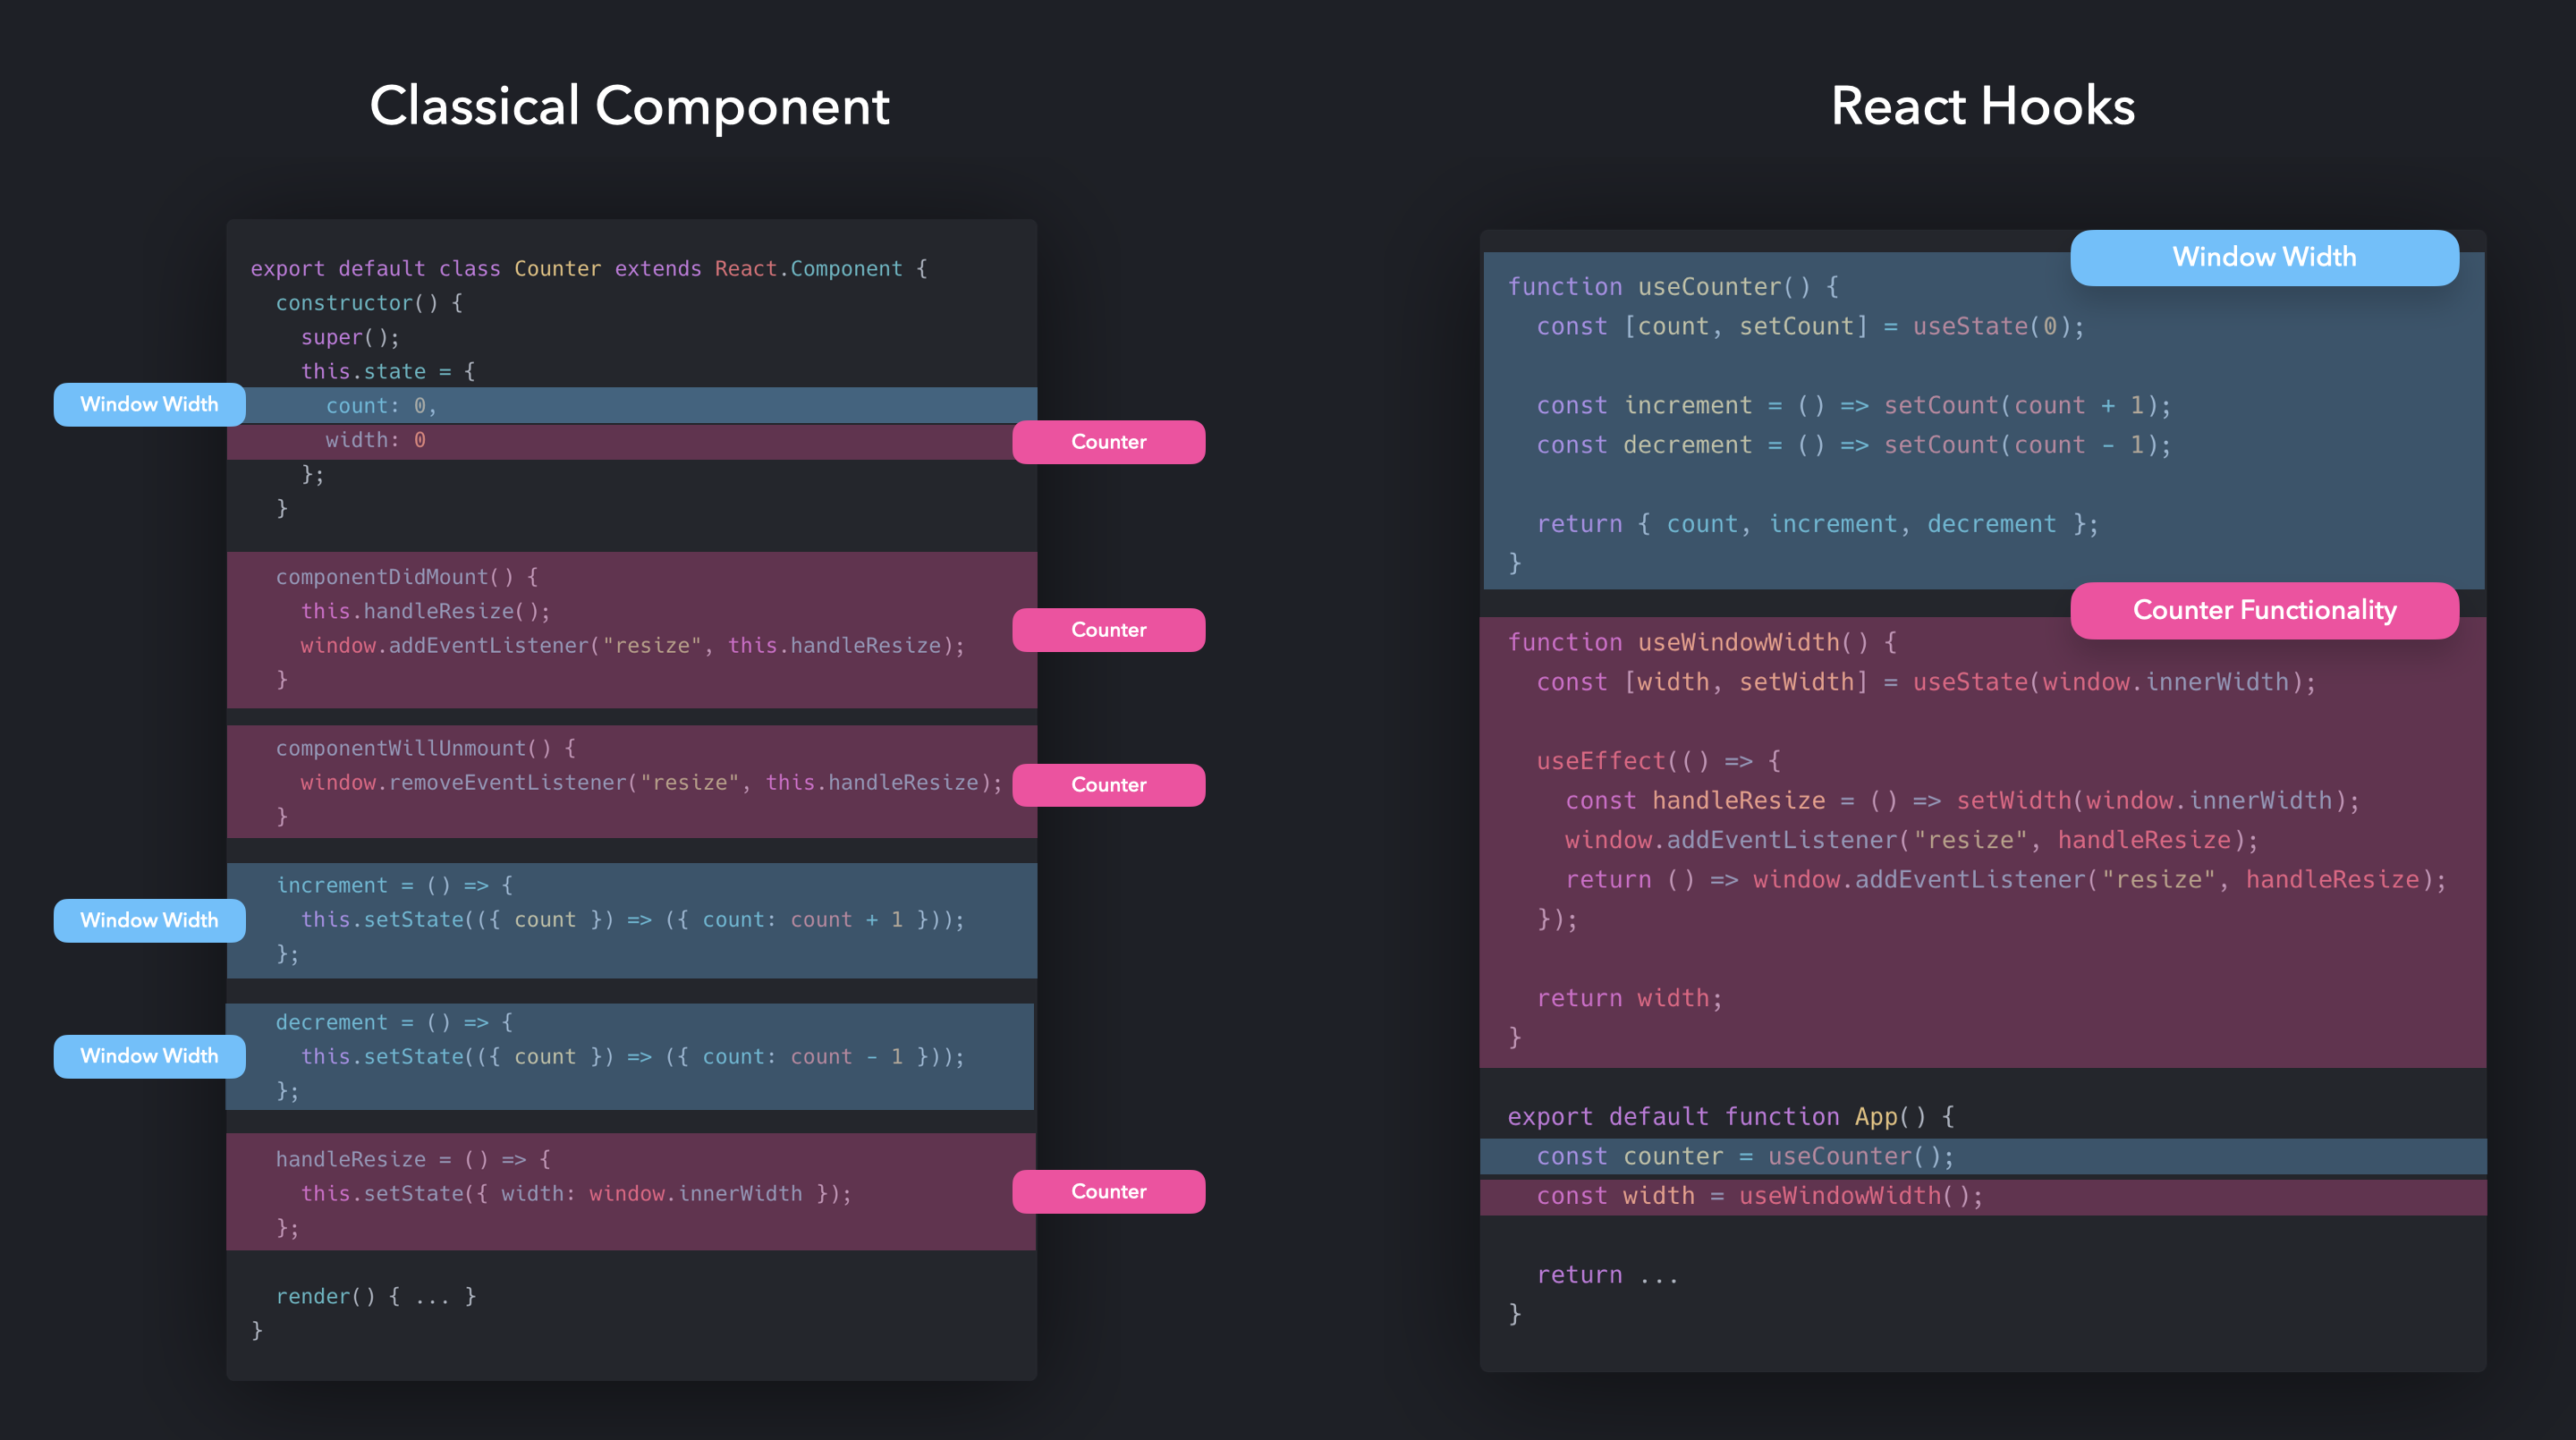 Classical Component
export default class Counter extends React.Component {
constructor() {
super();
this.state = {
Window Width
count: 0,
width: 0
Counter
};
}
componentDidMount() {
this.handleResize();
window.addEventListener("resize", this.handleResize);
}
Counter
componentWillUnmount() {
window.removeEventListener("resize", this.handleResize);
}
Counter
increment = () => {
this.setState(({ count }) => ({ count: count + 1 }));
};
Window Width
decrement = () => {
this.setState(({ count }) => ({ count: count - 1 }));
};
Window Width
handleResize = () => {
this.setState({ width: window.innerWidth });
};
Counter
render() { ... }
}
React Hooks
Window Width
function useCounter() {
const [count, setCount] = useState(0);
const increment = () => setCount(count + 1);
const decrement = () => setCount(count - 1);
return { count, increment, decrement };
}
Counter Functionality
function useWindowWidth() {
const [width, setWidth] = useState(window.innerWidth);
useEffect(() => {
const handleResize = () => setWidth(window.innerWidth);
window.addEventListener("resize", handleResize);
return () => window.addEventListener("resize", handleResize);
});
return width;
}
export default function App() {
const counter = useCounter();
const width = useWindowWidth();
return ...
}